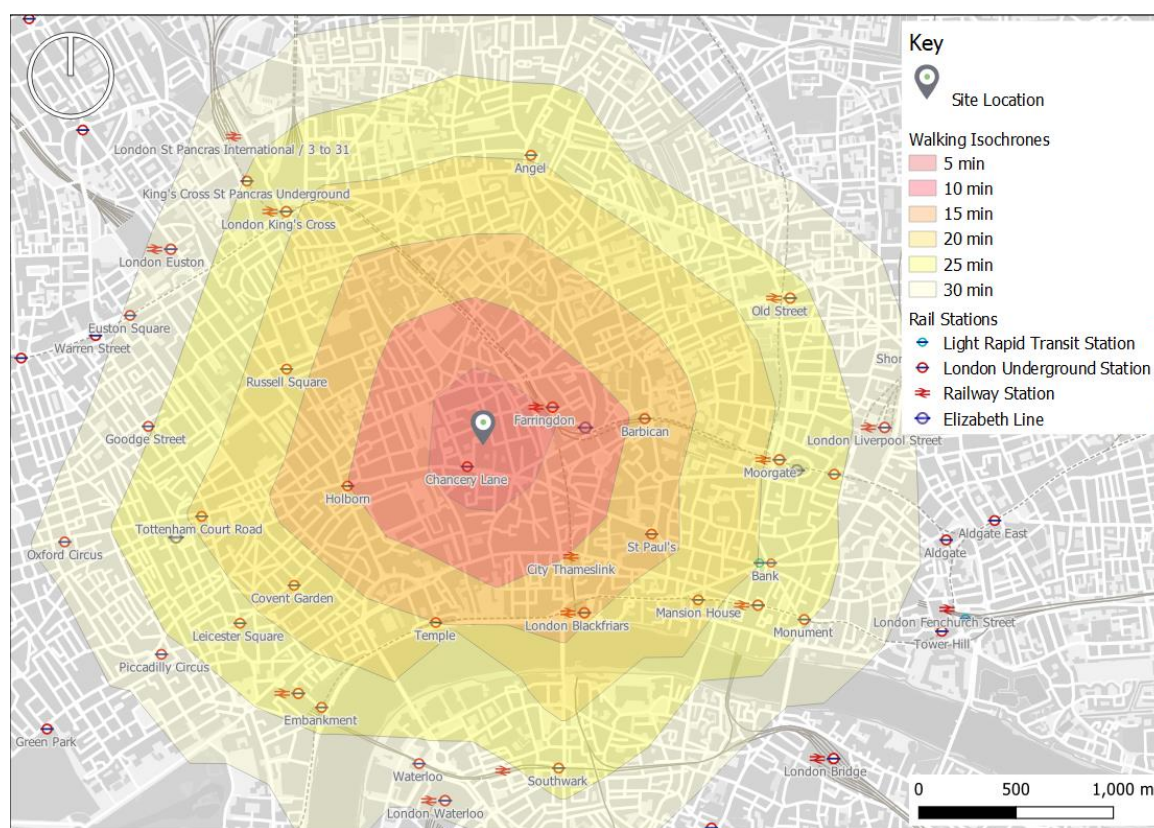 Key
Site Location
Walking Isochrones
5 min
10 min
15 min
20 min
25 min
30 min
Rail Stations
Light Rapid Transit Station
London Underground Station
Railway Station
Elizabeth Line
London St Pancras International / 3 to 31
Angel
King's Cross St Pancras Underground
London King's Cross
London Euston
Old Street
Euston Square
Warren Street
Russell Square
Farringdon
Barbican
Goodge Street
London Liverpool Street
Moorgate
Chancery Lane
Holborn
Tottenham Court Road
Aldgate East
Oxford Circus
St Paul's
Aldgate
City Thameslink
Bank
Covent Garden
Mansion House
London Blackfriars
London Fenchurch Street
Leicester Square
Temple
Monument
Tower Hill
Piccadilly Circus
Embankment
Green Park
Waterloo
Southwark
London Bridge
London Waterloo
0 500 1,000 m